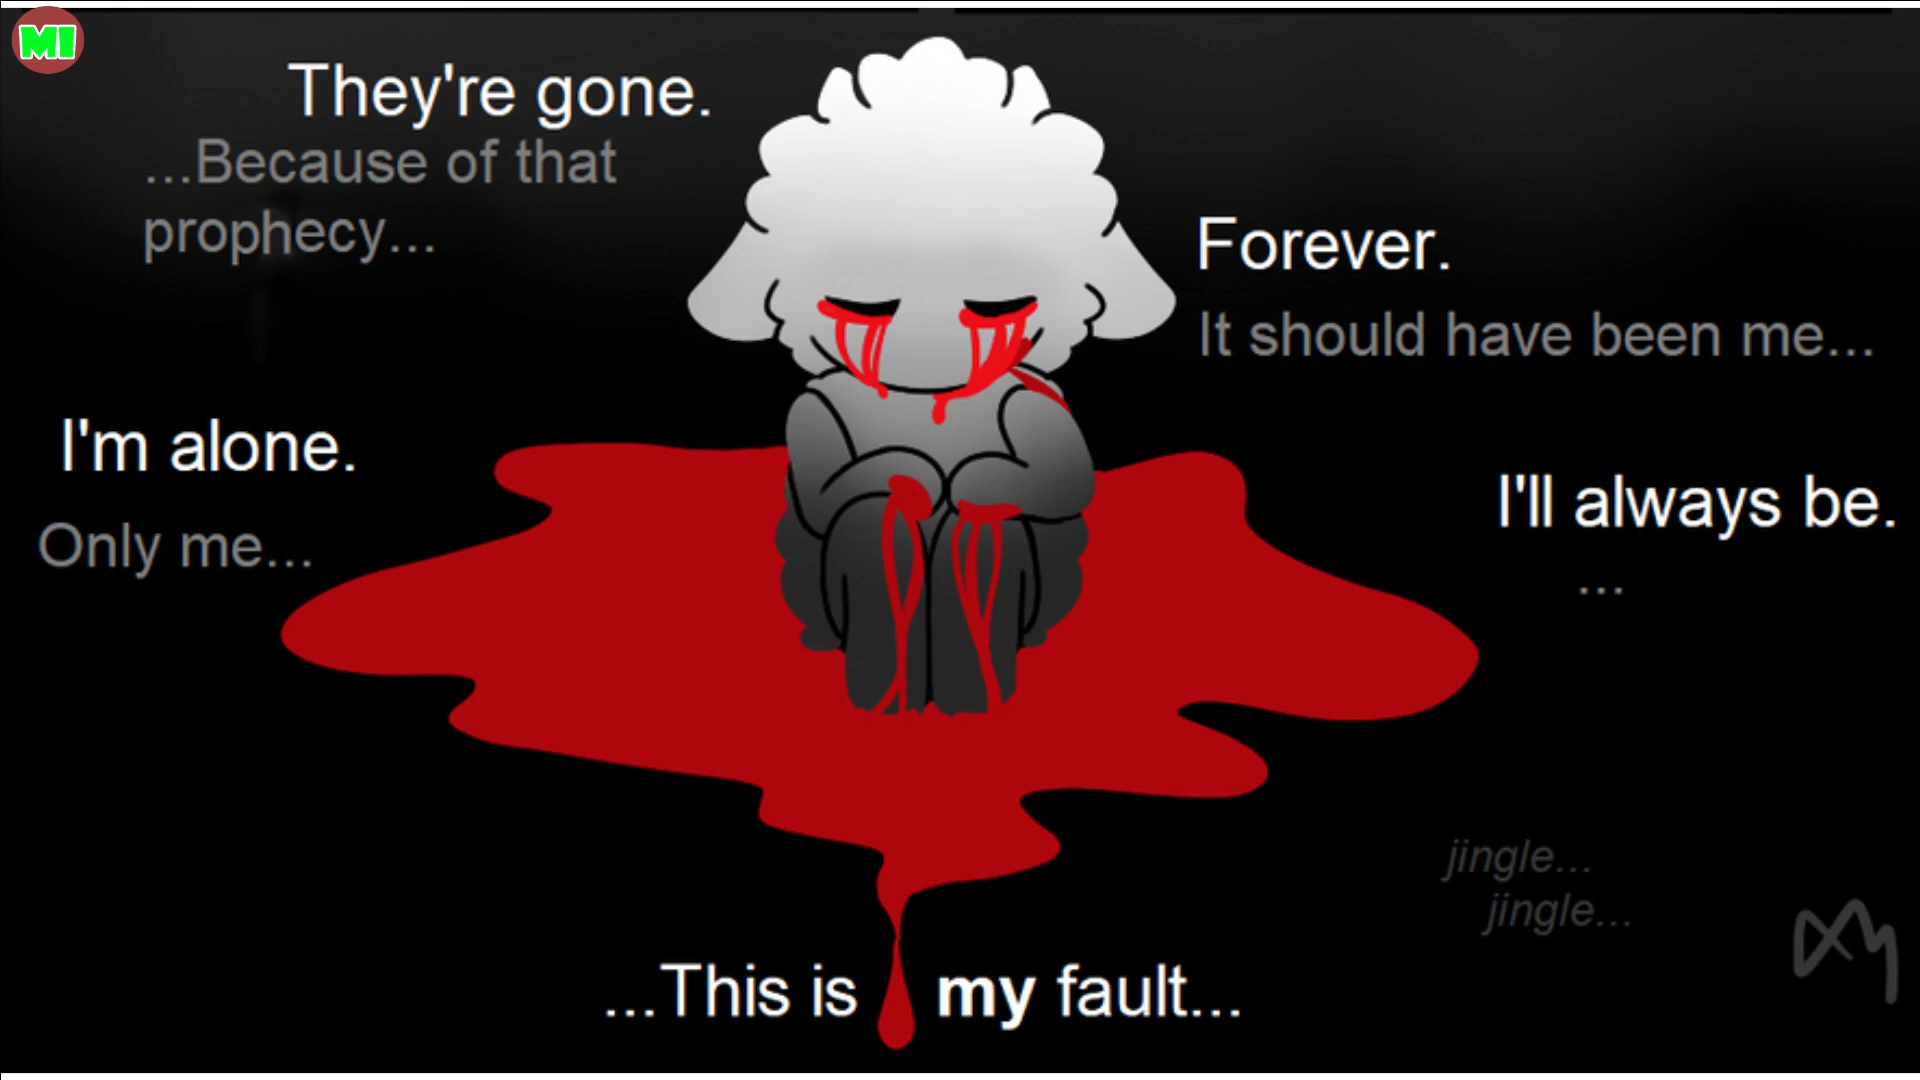 MI
They're gone.
...Because of that
prophecy...
Forever.
It should have been me...
I'm alone.
Only me...
I'll always be.
...
jingle...
jingle...
...This is my fault...